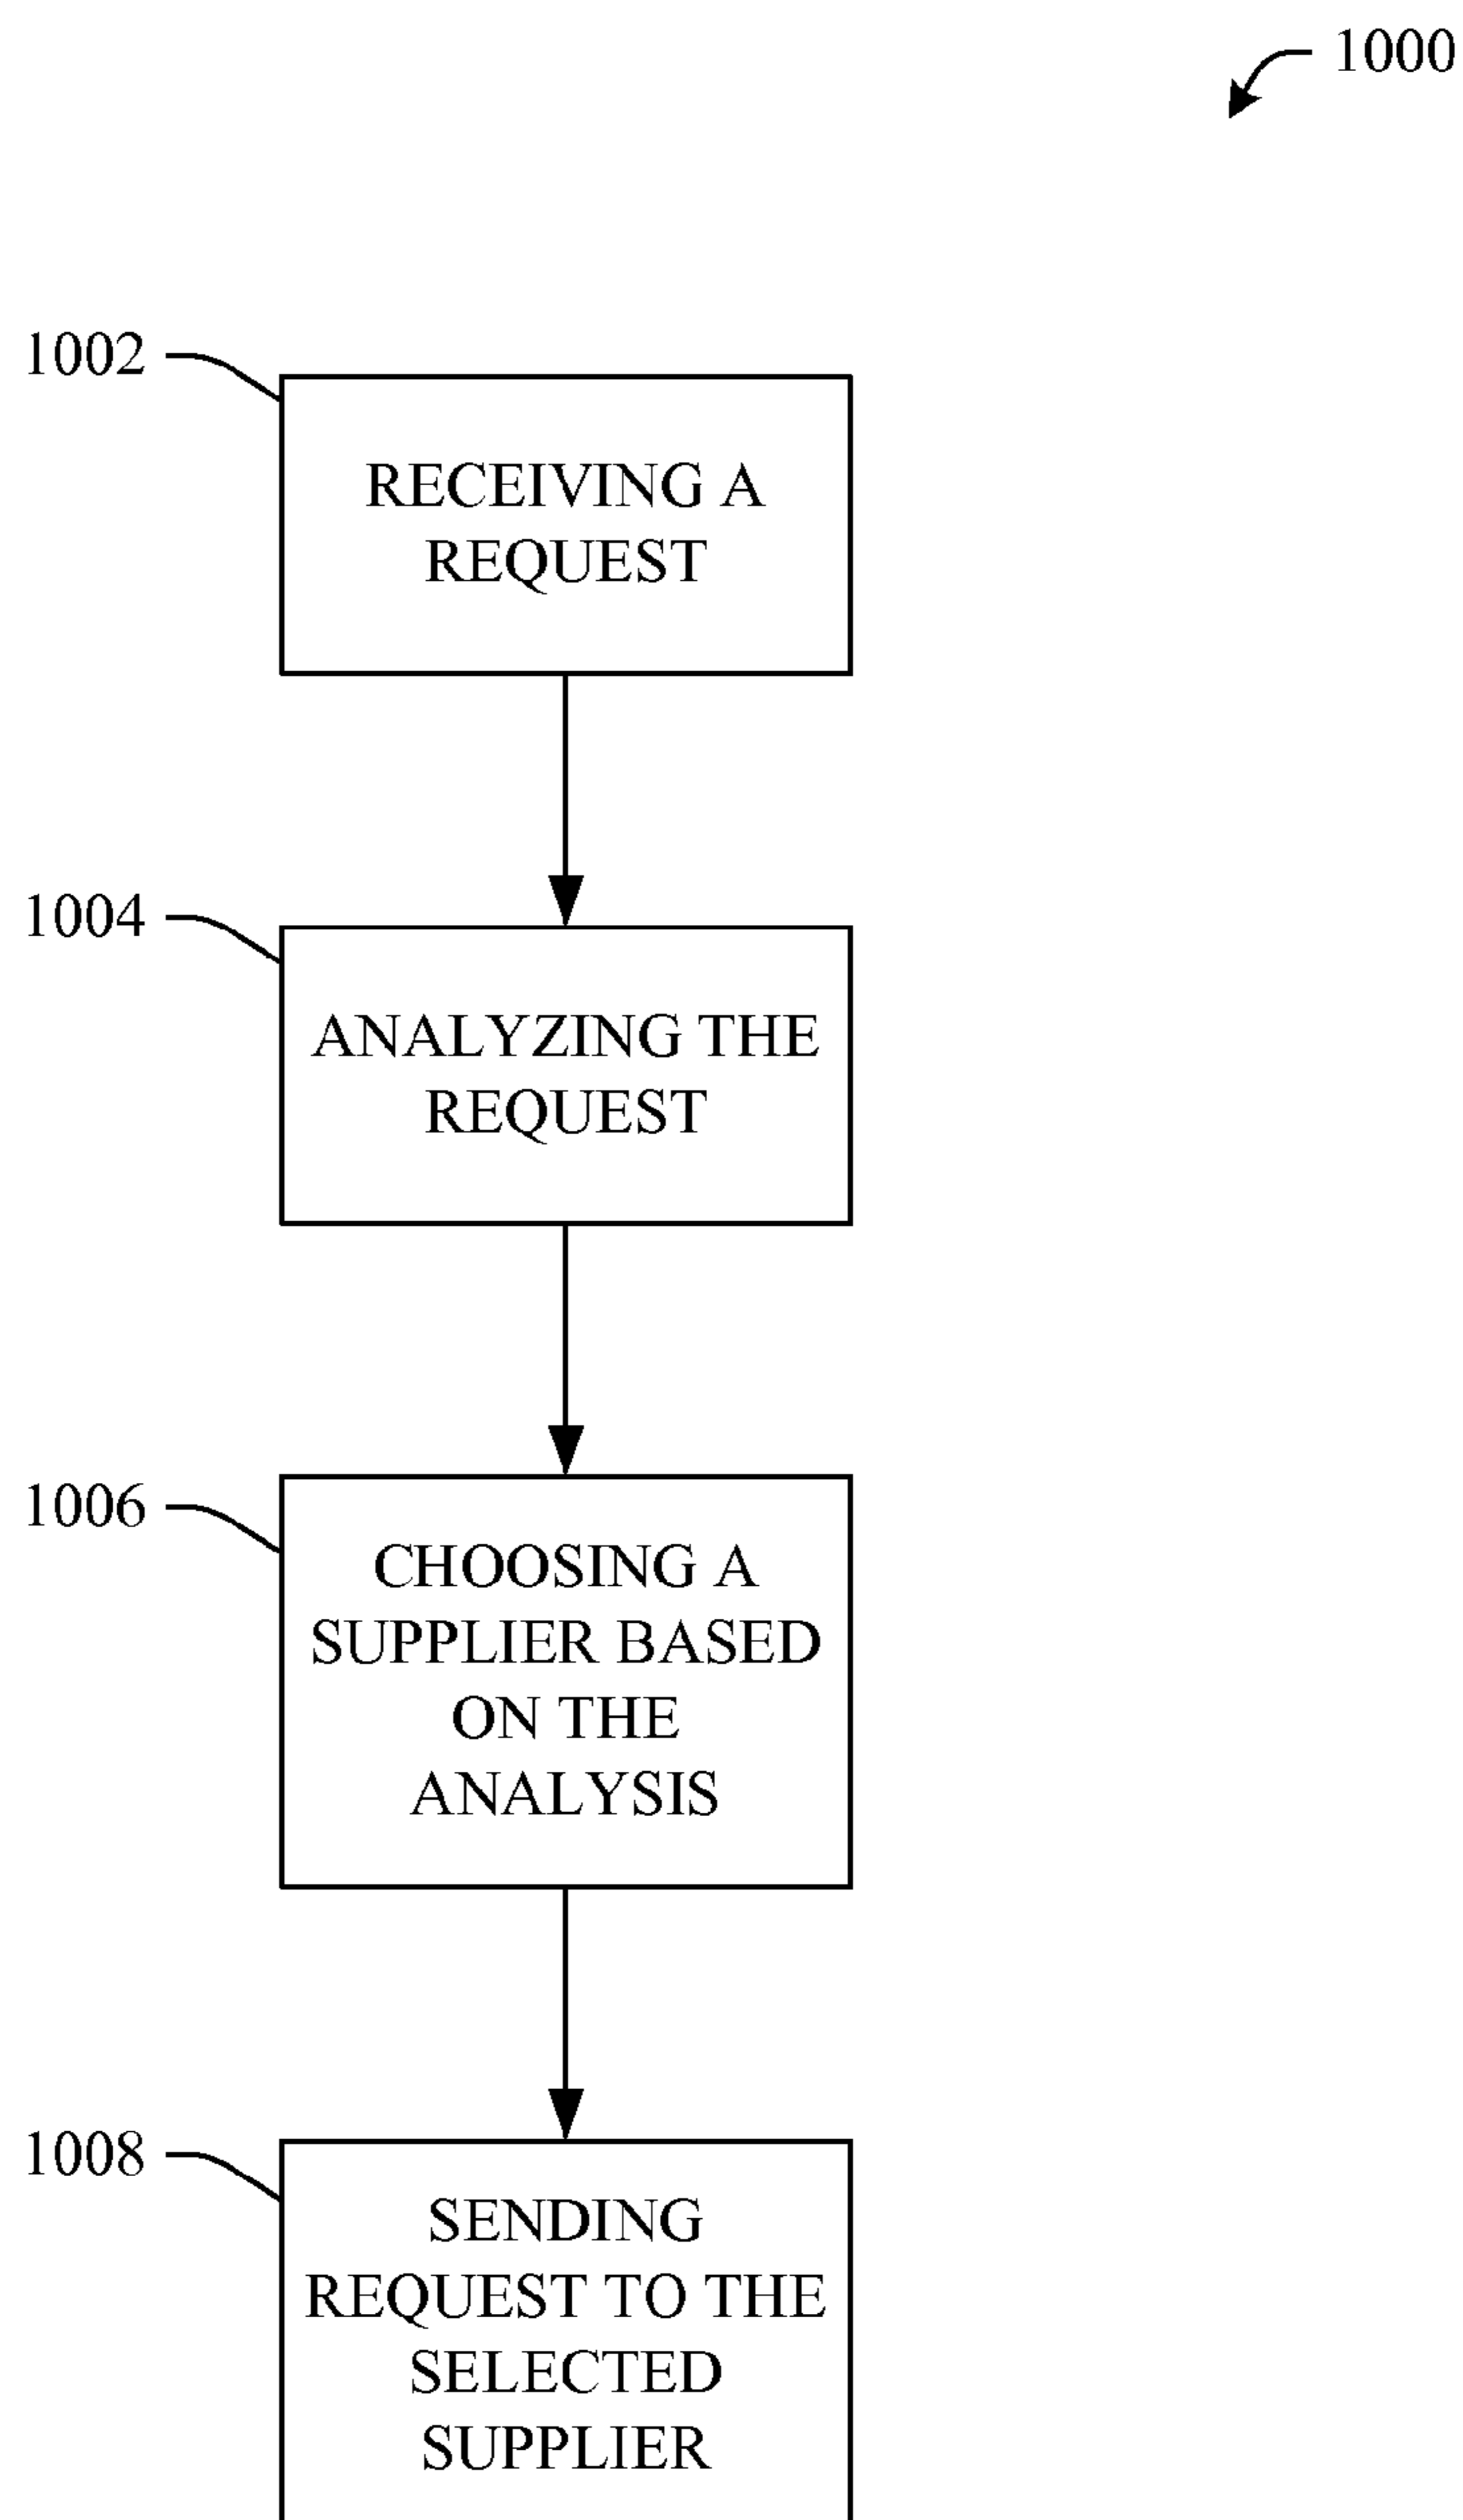 1000
1002
RECEIVING A
REQUEST
1004
ANALYZING THE
REQUEST
1006
CHOOSING A
SUPPLIER BASED
ON THE
ANALYSIS
1008
SENDING
REQUEST TO THE
SELECTED
SUPPLIER